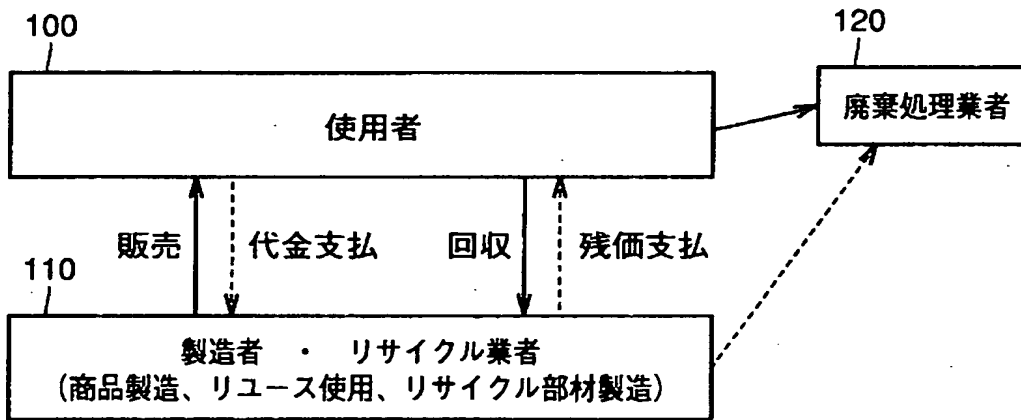 100
120
使用者
廃棄処理業者
販売
代金支払
回収
残価支払
110
製造者 ・ リサイクル業者
(商品製造、リユース使用、リサイクル部材製造)